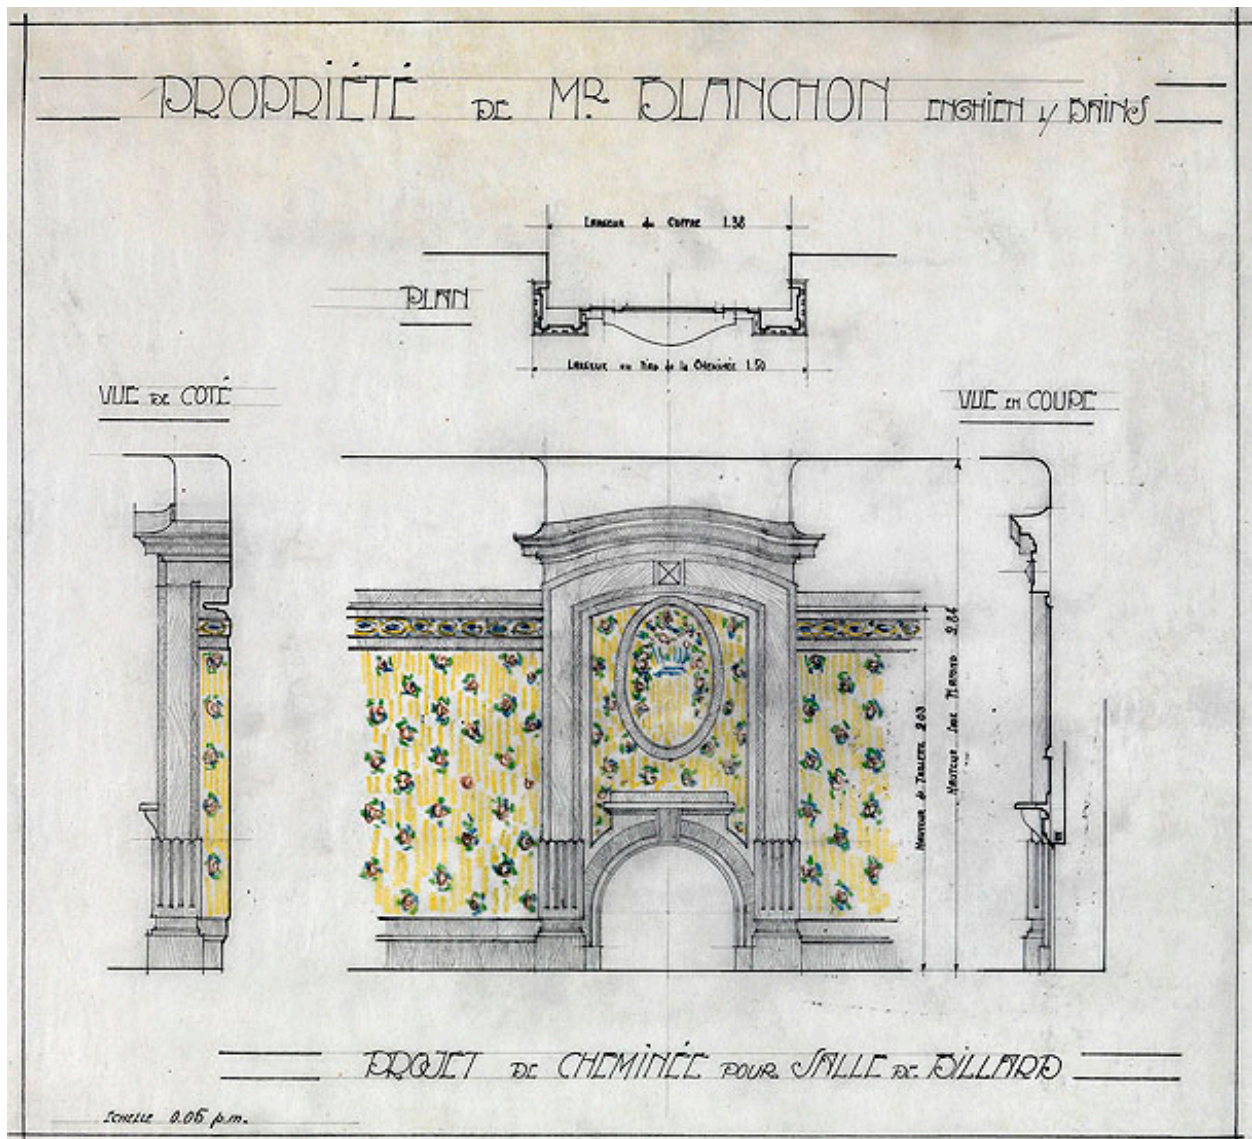 PROPRIÉTÉ DE MR. BLANCHON ENGHIEN S/ BAINS
LARGEUR du COFFRE 1.38
PLAN
LARGEUR au NU de la CHEMINÉE 1.50
VUE DE COTÉ
VUE EN COUPE
HAUTEUR de TABLETTE 2.03
HAUTEUR SOUS PLAFOND 2.84
PROJET DE CHEMINÉE POUR SALLE DE BILLARD
ECHELLE 0.05 p.m.